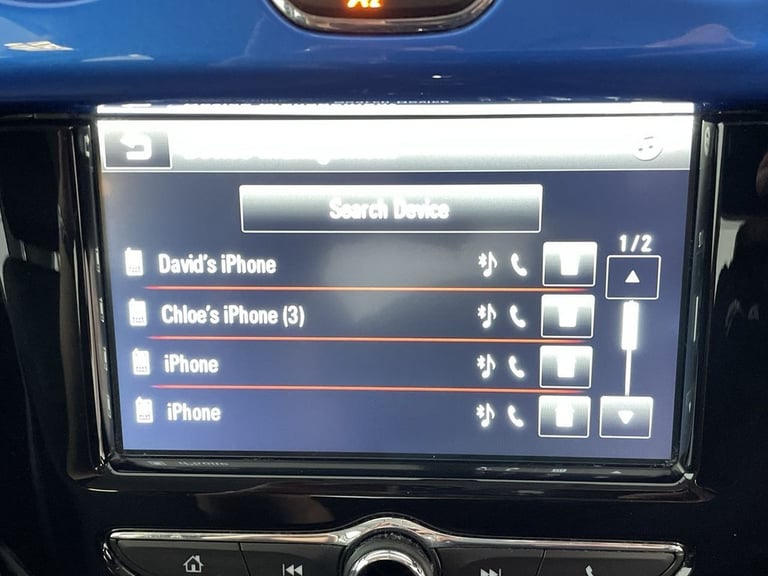 Search Device
1/2
David's iPhone
Chloe's iPhone (3)
iPhone
iPhone